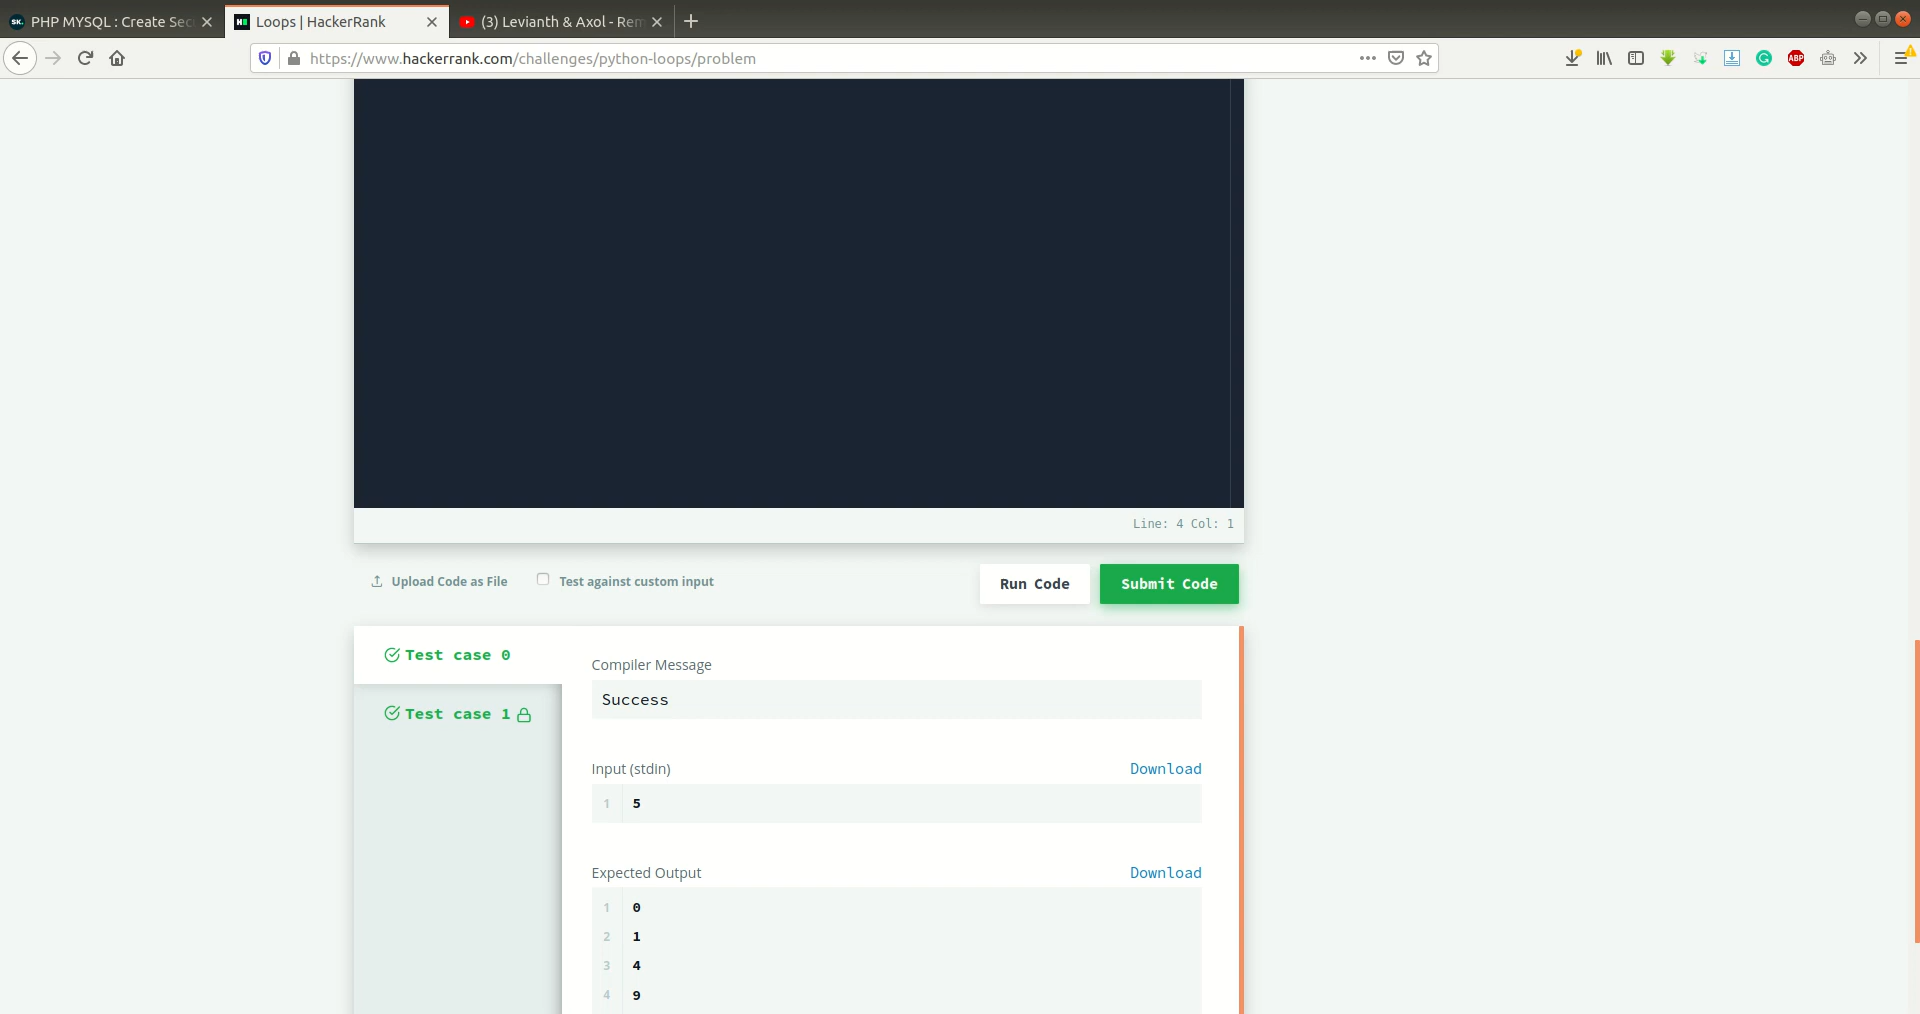 PHP MYSQL : Create Sec
Loops | HackerRank
(3) Levianth & Axol - Rem
https://www.hackerrank.com/challenges/python-loops/problem
ABP
Line: 4 Col: 1
Upload Code as File
Test against custom input
Run Code
Submit Code
Test case 0
Test case 1
Compiler Message
Success
Input (stdin)
Download
1 5
Expected Output
Download
1 0
2 1
3 4
4 9